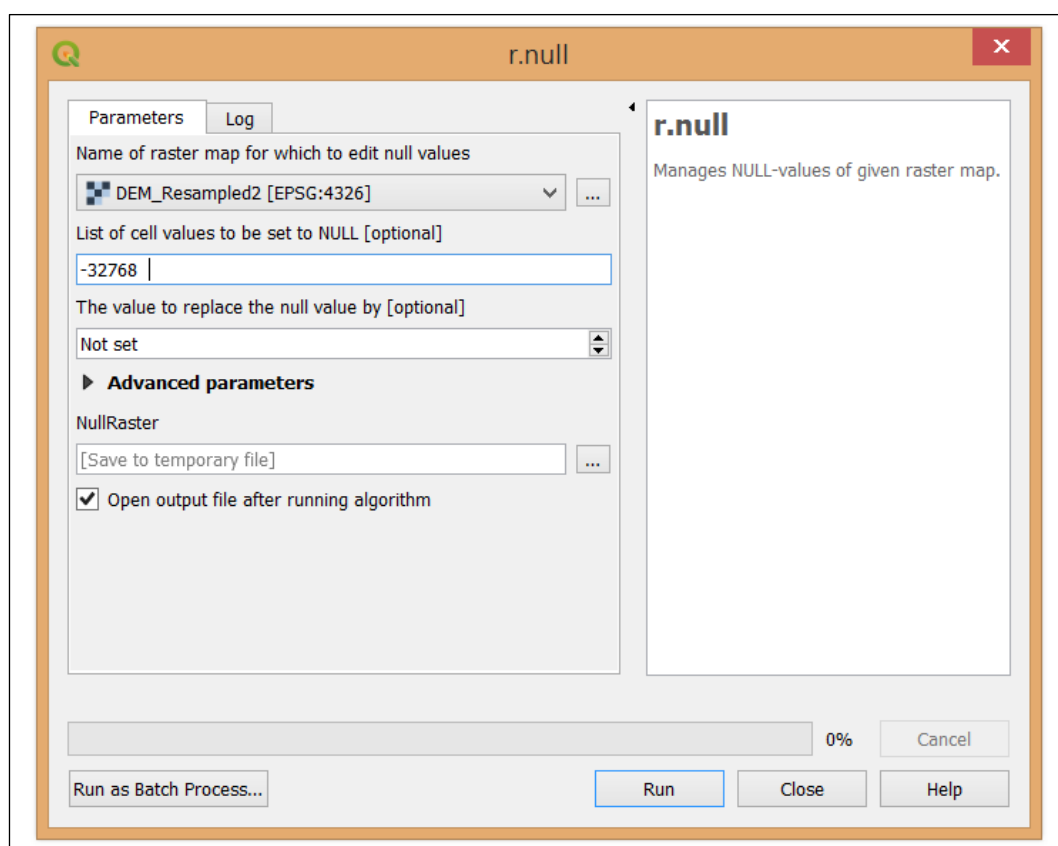 r.null
Parameters
Log
Name of raster map for which to edit null values
DEM_Resampled2 [EPSG:4326]
...
List of cell values to be set to NULL [optional]
-32768
The value to replace the null value by [optional]
Not set
Advanced parameters
NullRaster
[Save to temporary file]
...
Open output file after running algorithm
r.null
Manages NULL-values of given raster map.
0%
Cancel
Run as Batch Process...
Run
Close
Help